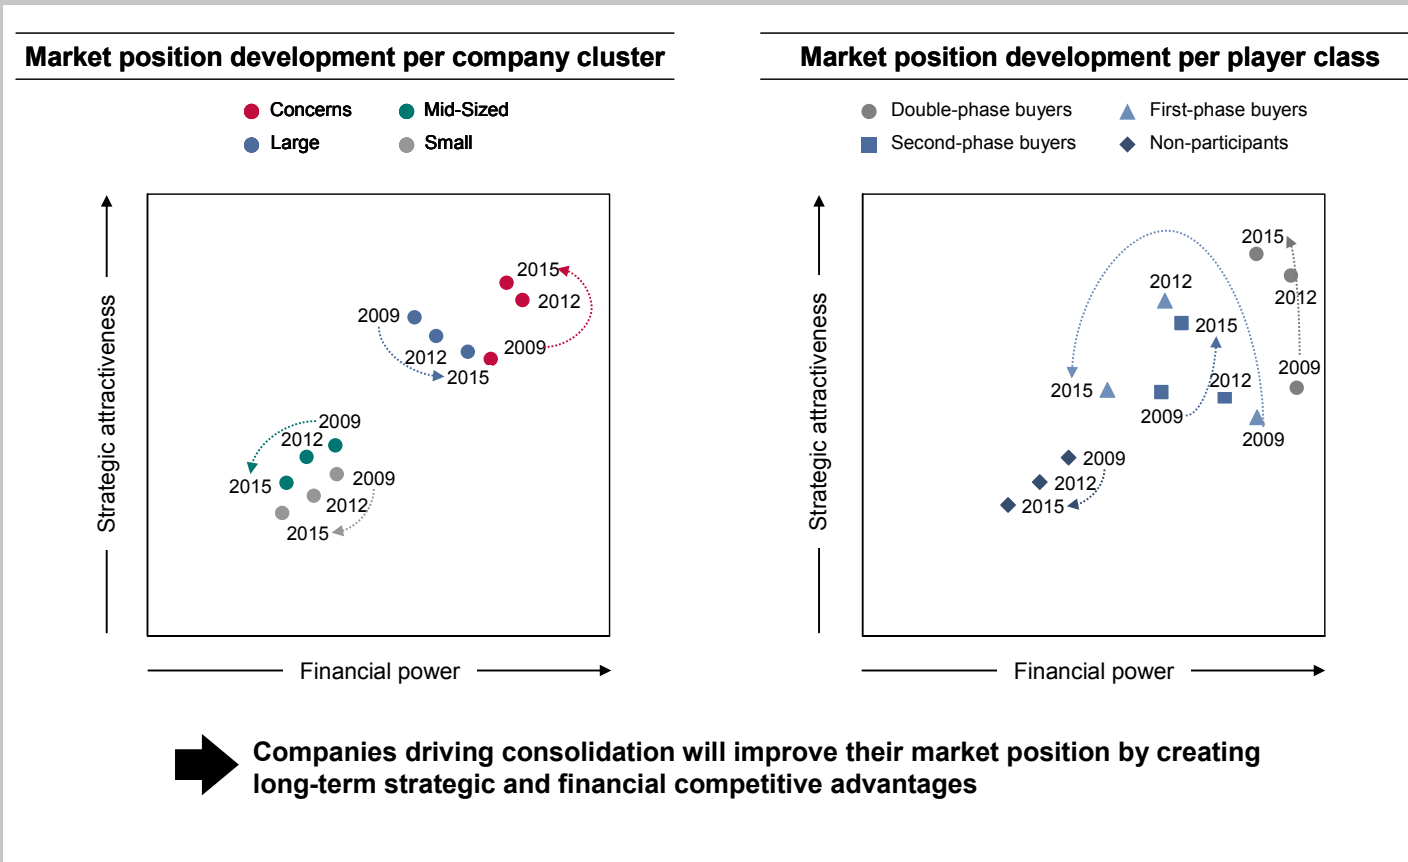 Market position development per company cluster
Concerns
Mid-Sized
Large
Small
Strategic attractiveness
2015
2012
2009
2009
2012
2015
2009
2012
2015
2009
2012
2015
Financial power
Market position development per player class
Double-phase buyers
First-phase buyers
Second-phase buyers
Non-participants
Strategic attractiveness
2015
2012
2012
2015
2009
2012
2015
2009
2009
2009
2012
2015
Financial power
Companies driving consolidation will improve their market position by creating
long-term strategic and financial competitive advantages